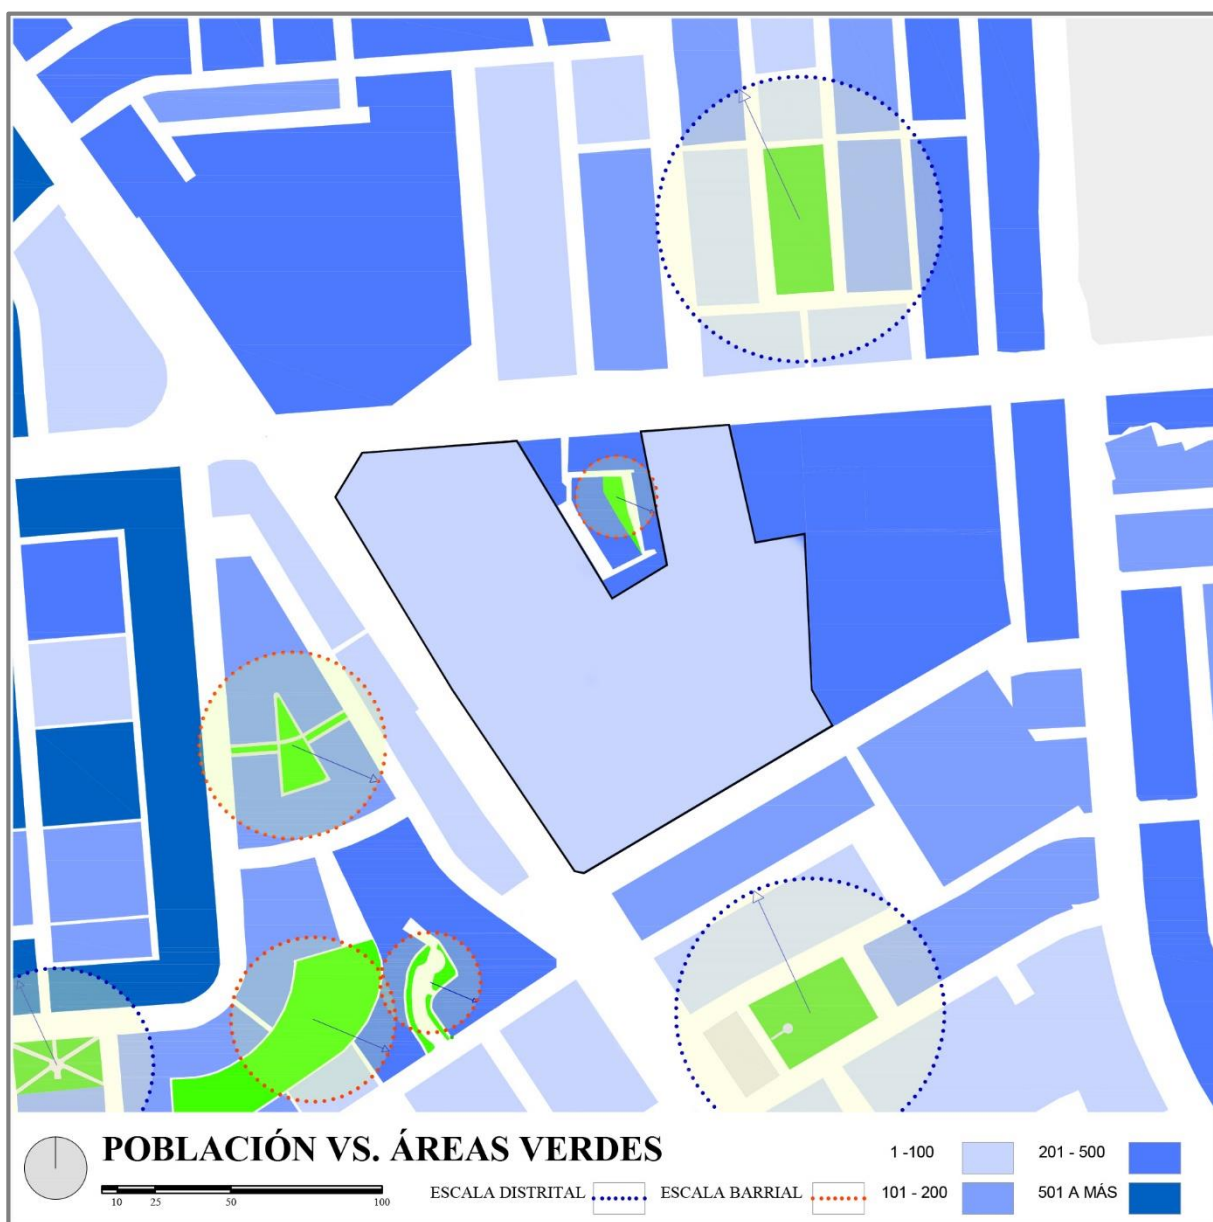 POBLACIÓN VS. ÁREAS VERDES
10 25 50 100
ESCALA DISTRITAL ESCALA BARRIAL
1 -100 201 - 500
101 - 200 501 A MÁS